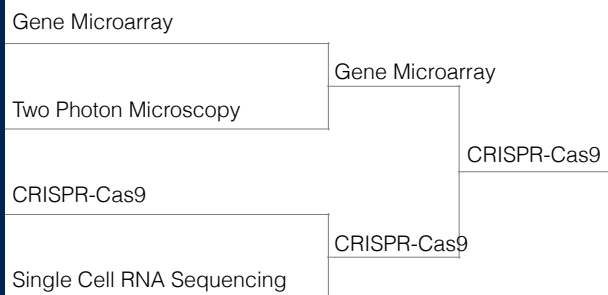 Gene Microarray
Gene Microarray
Two Photon Microscopy
CRISPR-Cas9
CRISPR-Cas9
CRISPR-Cas9
Single Cell RNA Sequencing